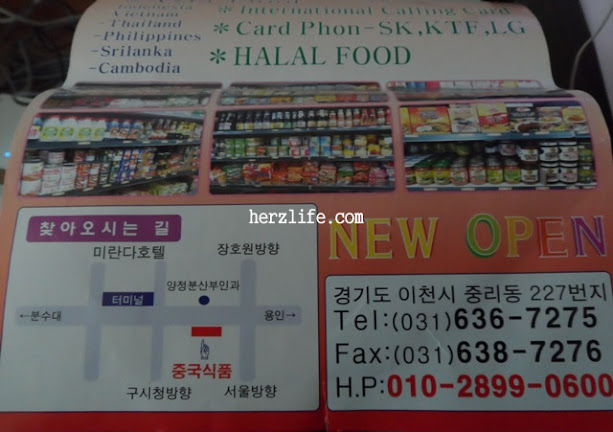 Indonesia
Vietnam
-Thailand
-Philippines
-Srilanka
-Cambodia
* International Calling Card
* Card Phon-SK,KTF,LG
* HALAL FOOD
herzlife.com
찾아오시는 길
미란다호텔
장호원방향
터미널
양정분산부인과
←분수대
용인→
중국식품
구시청방향
서울방향
NEW OPEN
경기도 이천시 중리동 227번지
Tel:(031)636-7275
Fax:(031)638-7276
H.P:010-2899-0600